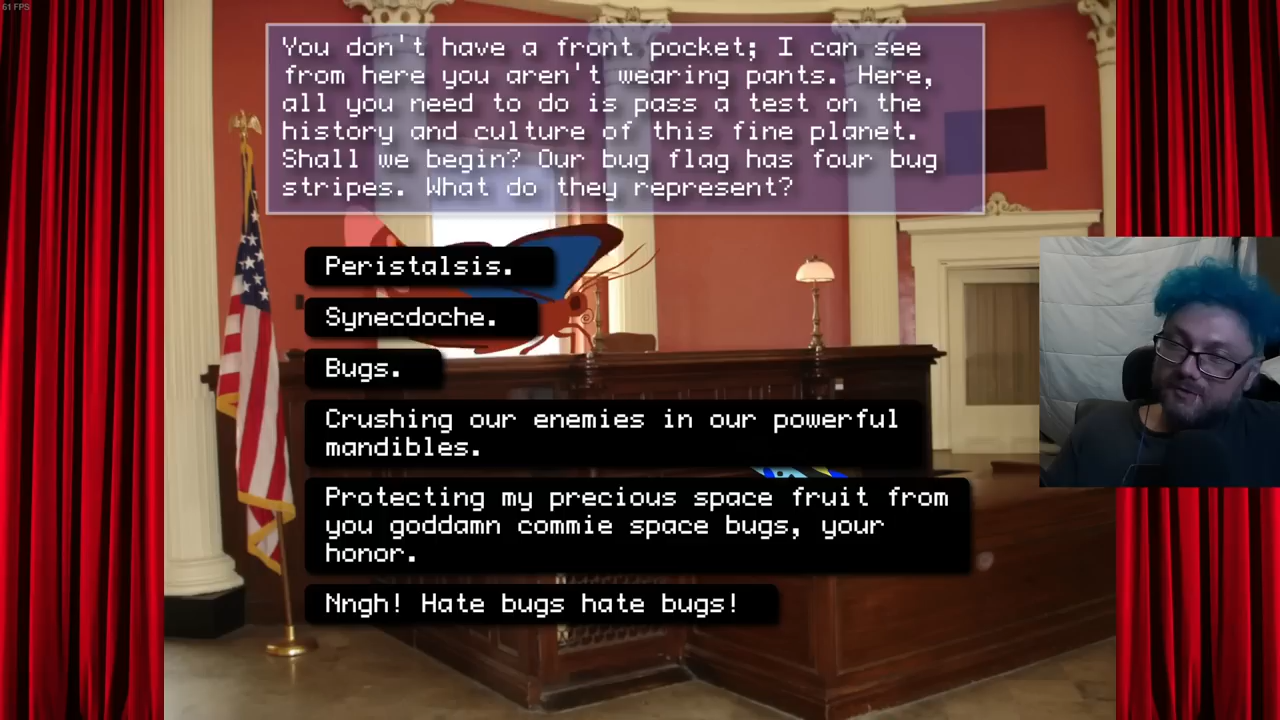 61 FPS
You don't have a front pocket; I can see
from here you aren't wearing pants. Here,
all you need to do is pass a test on the
history and culture of this fine planet.
Shall we begin? Our bug flag has four bug
stripes. What do they represent?
Peristalsis.
Synecdoche.
Bugs.
Crushing our enemies in our powerful
mandibles.
Protecting my precious space fruit from
you goddamn commie space bugs, your
honor.
Nngh! Hate bugs hate bugs!